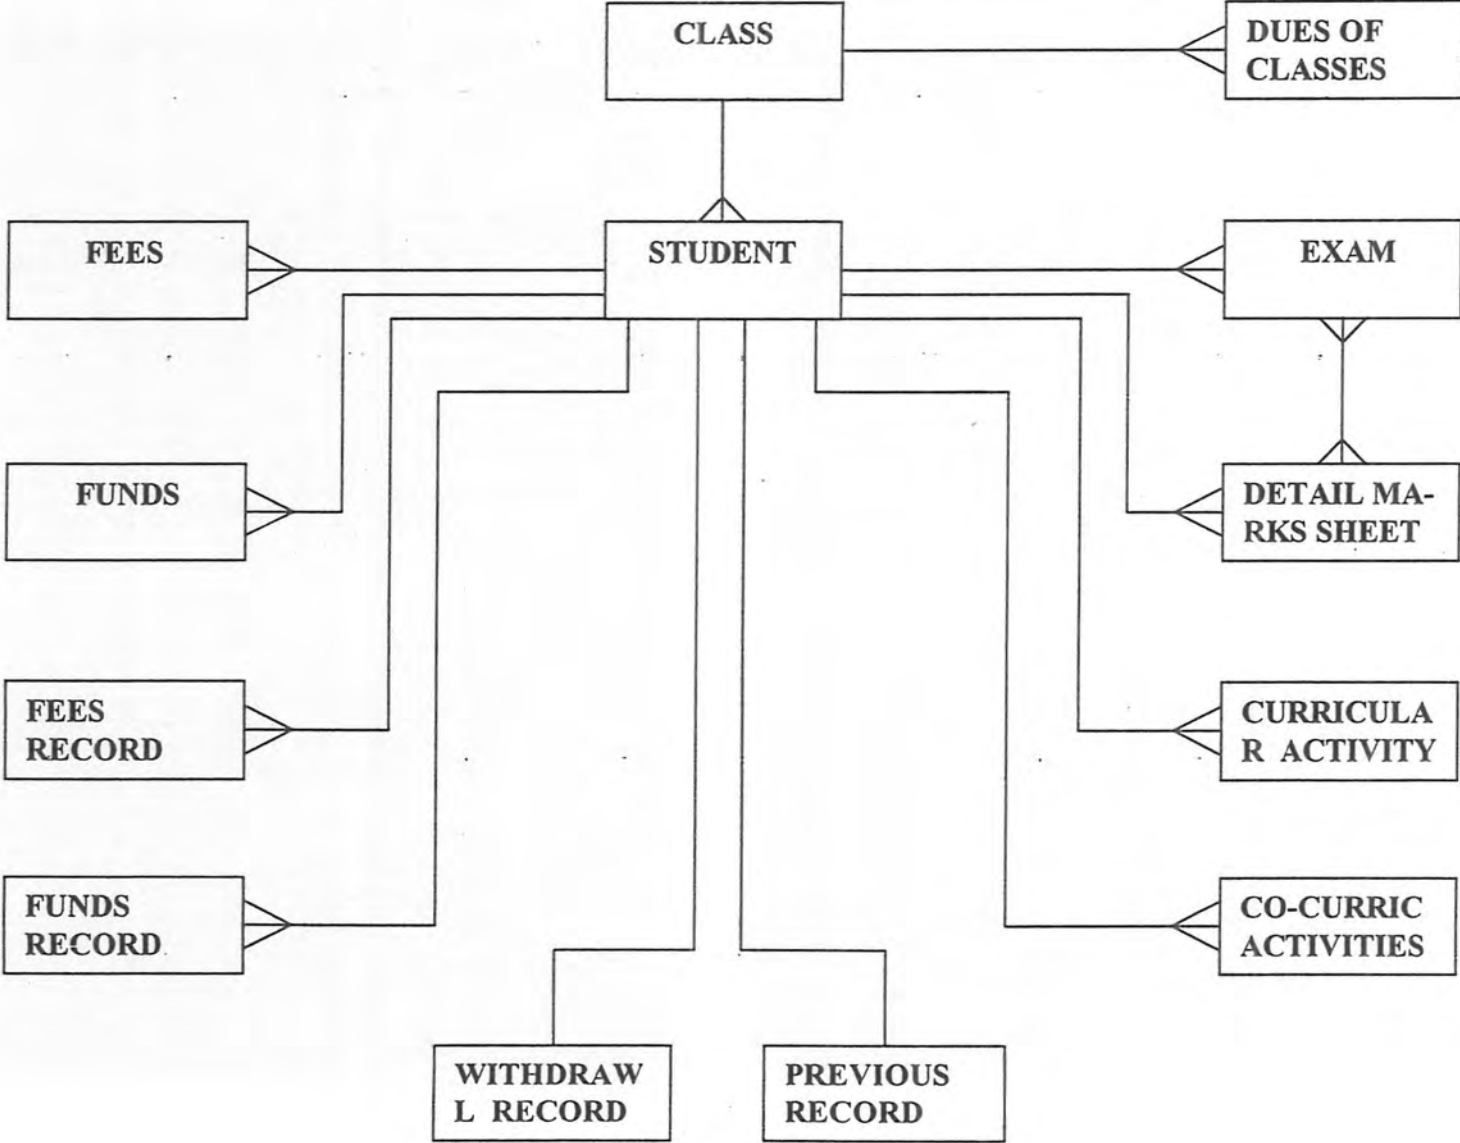 CLASS
DUES OF
CLASSES
FEES
STUDENT
EXAM
FUNDS
DETAIL MA-
RKS SHEET
FEES
RECORD
CURRICULA
R ACTIVITY
FUNDS
RECORD
CO-CURRIC
ACTIVITIES
WITHDRAW
L RECORD
PREVIOUS
RECORD